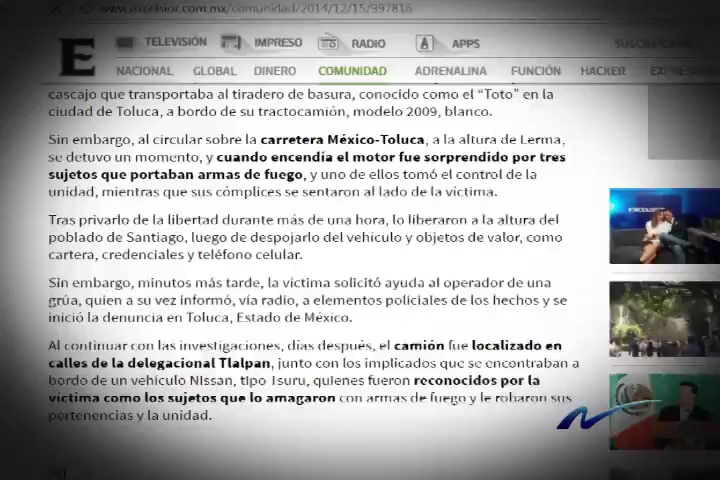 www.excelsior.com.mx/comunidad/2014/12/15/997816
E TELEVISIÓN IMPRESO RADIO APPS SUSCRIPCIONES
NACIONAL GLOBAL DINERO COMUNIDAD ADRENALINA FUNCIÓN HACKER
cascajo que transportaba al tiradero de basura, conocido como el “Toto” en la
ciudad de Toluca, a bordo de su tractocamión, modelo 2009, blanco.
Sin embargo, al circular sobre la carretera México-Toluca, a la altura de Lerma,
se detuvo un momento, y cuando encendía el motor fue sorprendido por tres
sujetos que portaban armas de fuego, y uno de ellos tomó el control de la
unidad, mientras que sus cómplices se sentaron al lado de la víctima.
Tras privarlo de la libertad durante más de una hora, lo liberaron a la altura del
poblado de Santiago, luego de despojarlo del vehículo y objetos de valor, como
cartera, credenciales y teléfono celular.
Sin embargo, minutos más tarde, la víctima solicitó ayuda al operador de una
grúa, quien a su vez informó, vía radio, a elementos policiales de los hechos y se
inició la denuncia en Toluca, Estado de México.
Al continuar con las investigaciones, días después, el camión fue localizado en
calles de la delegacional Tlalpan, junto con los implicados que se encontraban a
bordo de un vehículo Nissan, tipo Tsuru, quienes fueron reconocidos por la
víctima como los sujetos que lo amagaron con armas de fuego y le robaron sus
pertenencias y la unidad.